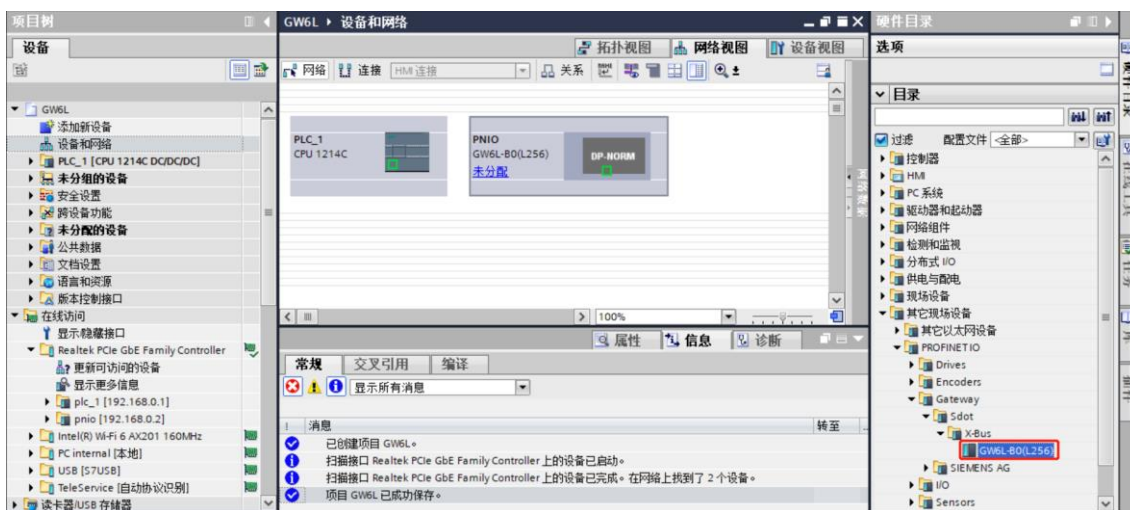 项目树
设备
GW6L
添加新设备
设备和网络
PLC_1 [CPU 1214C DC/DC/DC]
未分组的设备
安全设置
跨设备功能
未分配的设备
公共数据
文档设置
语言和资源
版本控制接口
在线访问
显示/隐藏接口
Realtek PCIe GbE Family Controller
更新可访问的设备
显示更多信息
plc_1 [192.168.0.1]
pnio [192.168.0.2]
Intel(R) Wi-Fi 6 AX201 160MHz
PC internal [本地]
USB [S7USB]
TeleService [自动协议识别]
读卡器/USB 存储器
GW6L ▸ 设备和网络
拓扑视图 网络视图 设备视图
网络 连接 HMI 连接 关系
PLC_1
CPU 1214C
PNIO
GW6L-B0(L256)
未分配
DP-NORM
100%
属性 信息 诊断
常规 交叉引用 编译
显示所有消息
! 消息 转至
已创建项目 GW6L。
扫描接口 Realtek PCIe GbE Family Controller 上的设备已启动。
扫描接口 Realtek PCIe GbE Family Controller 上的设备已完成。在网络上找到了 2 个设备。
项目 GW6L 已成功保存。
硬件目录
选项
目录
过滤 配置文件 <全部>
控制器
HMI
PC 系统
驱动器和起动器
网络组件
检测和监视
分布式 I/O
供电与配电
现场设备
其它现场设备
其它以太网设备
PROFINET IO
Drives
Encoders
Gateway
Sdot
X-Bus
GW6L-B0(L256)
SIEMENS AG
I/O
Sensors